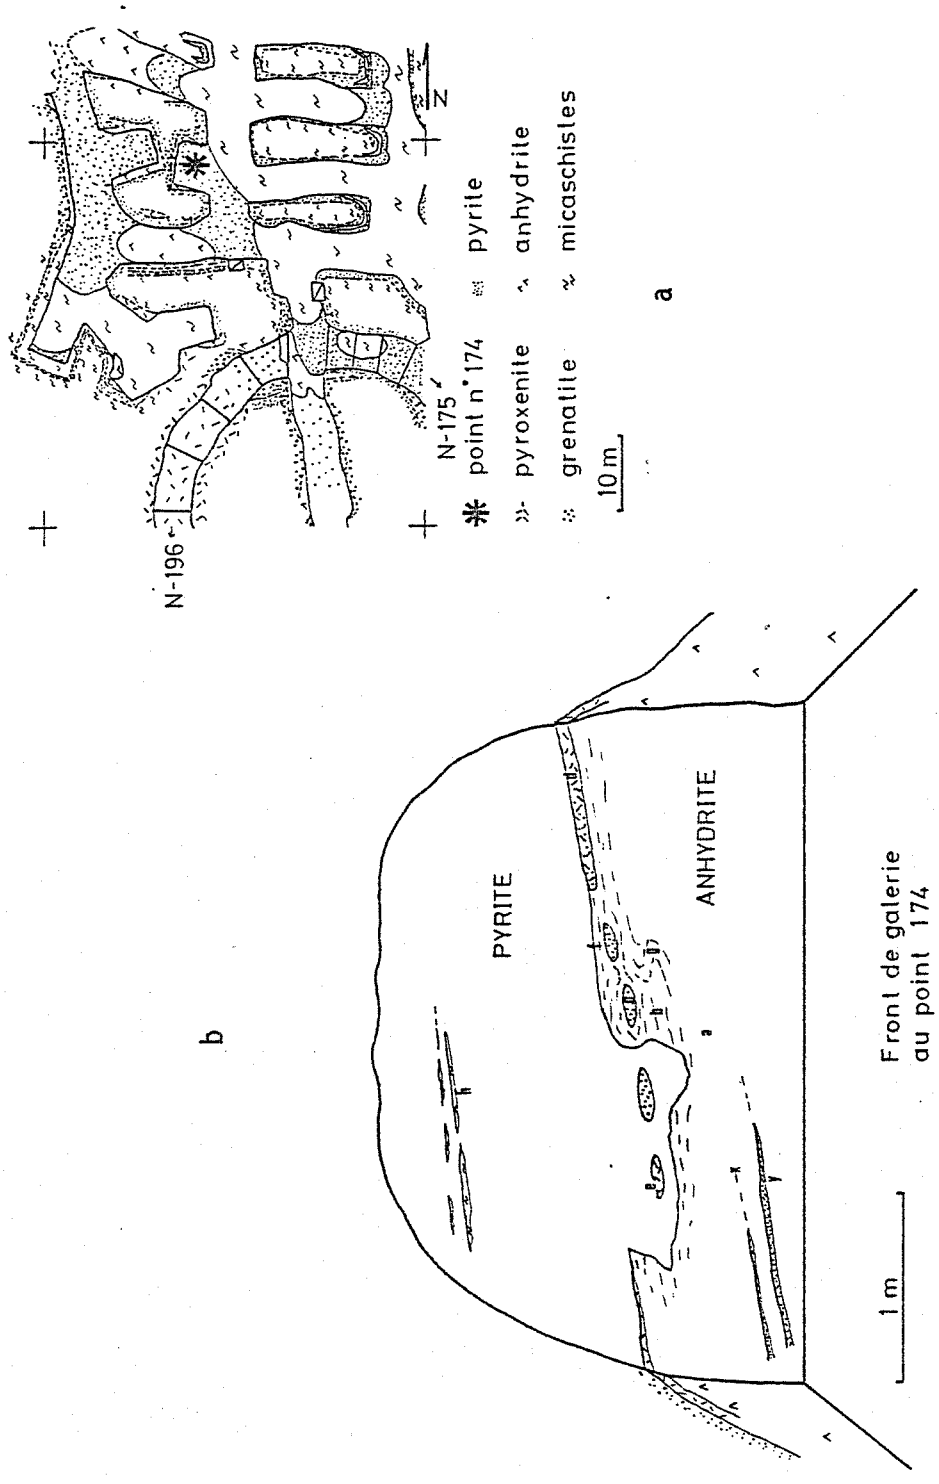 N
N-175
N-196
point n° 174
pyrite
pyroxenite
anhydrite
grenatite
micaschistes
10 m
a
b
PYRITE
h
d
f
g
b
a
e
x
y
ANHYDRITE
1 m
Front de galerie
au point 174